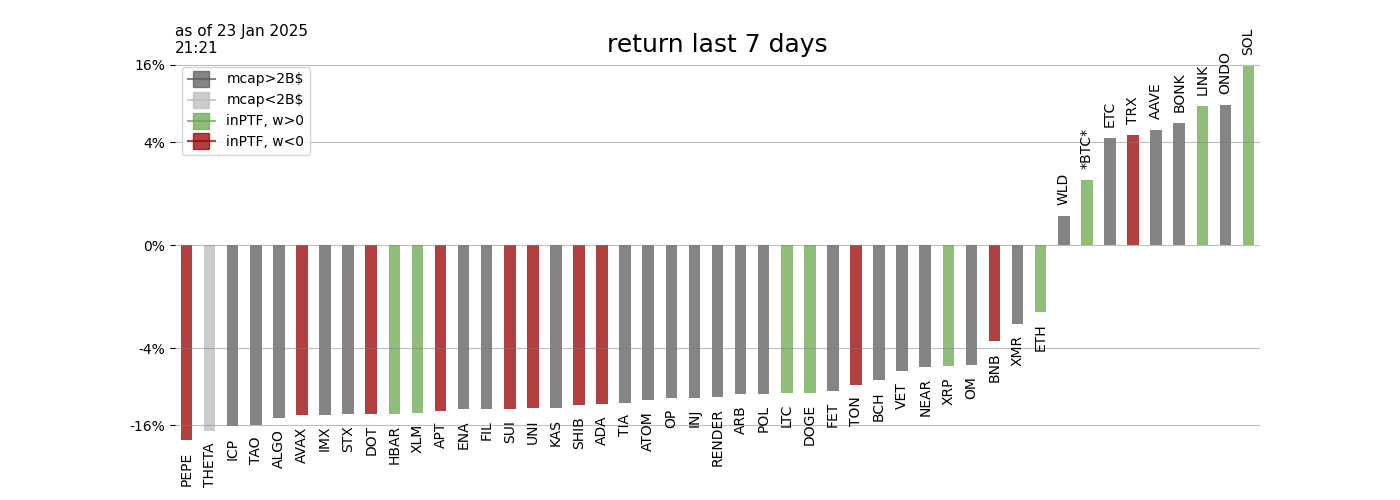 as of 23 Jan 2025
21:21
return last 7 days
mcap>2B$
mcap<2B$
inPTF, w>0
inPTF, w<0
16%
4%
0%
-4%
-16%
PEPE
THETA
ICP
TAO
ALGO
AVAX
IMX
STX
DOT
HBAR
XLM
APT
ENA
FIL
SUI
UNI
KAS
SHIB
ADA
TIA
ATOM
OP
INJ
RENDER
ARB
POL
LTC
DOGE
FET
TON
BCH
VET
NEAR
XRP
OM
BNB
XMR
ETH
WLD
*BTC*
ETC
TRX
AAVE
BONK
LINK
ONDO
SOL